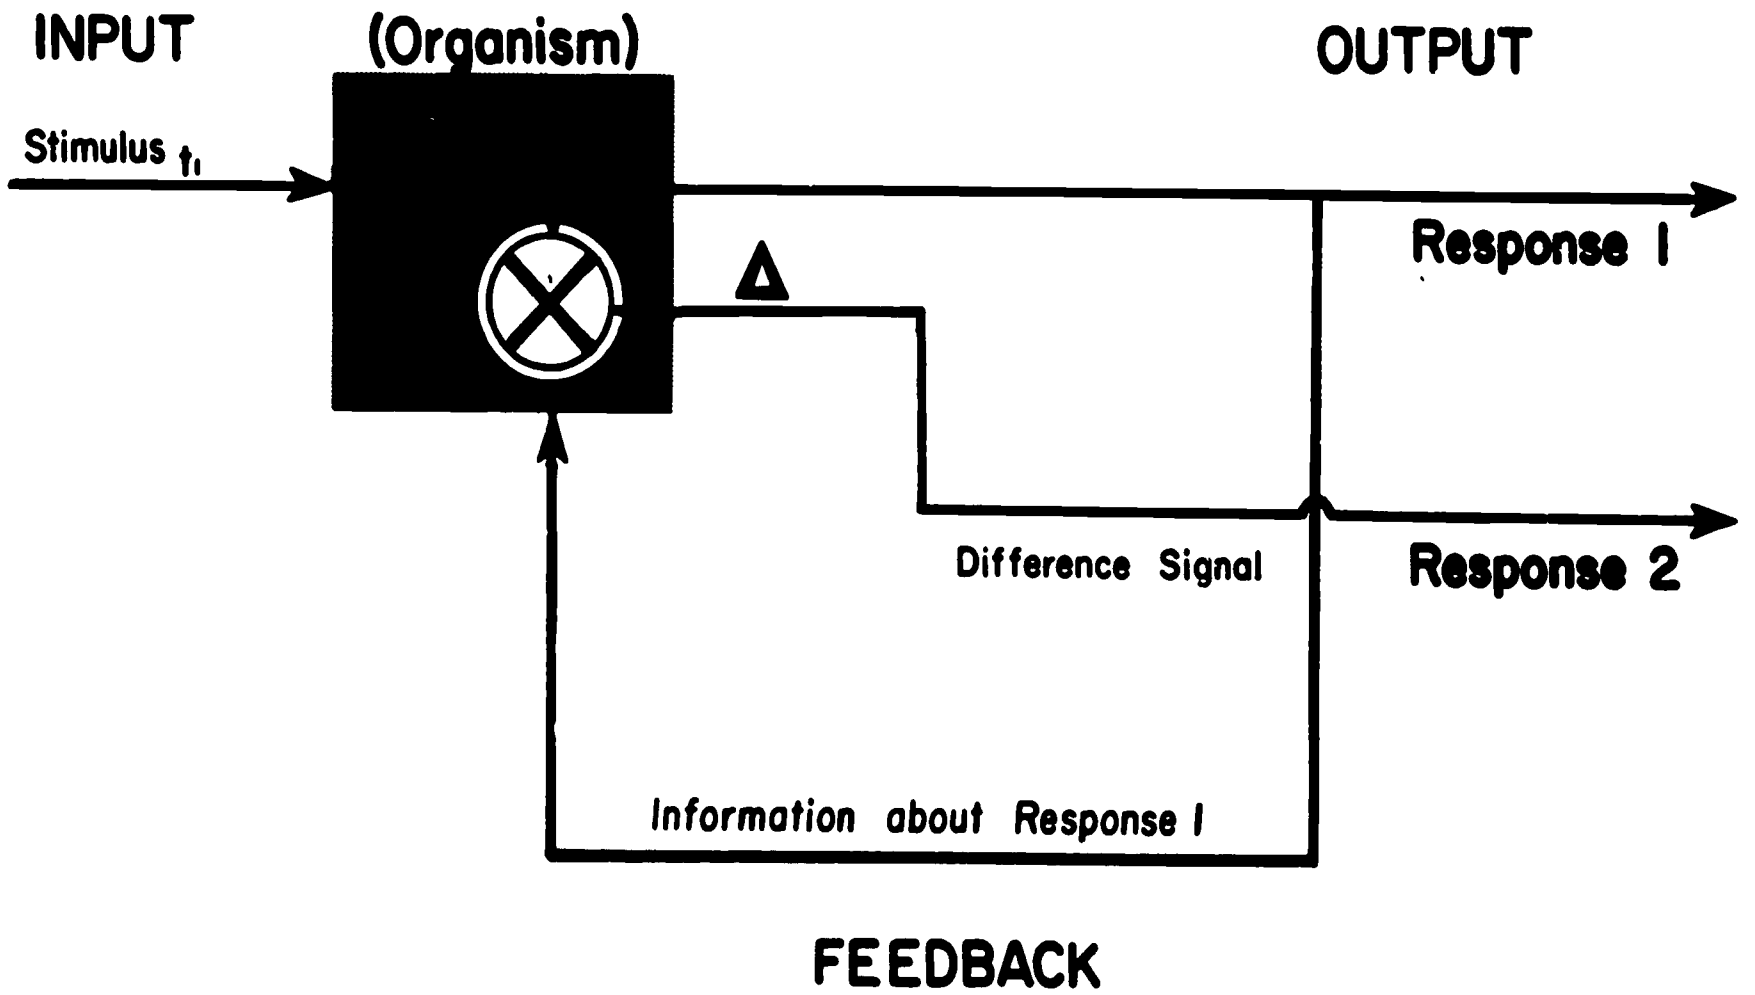 INPUT
(Organism)
OUTPUT
Stimulus t1
Response 1
Δ
Difference Signal
Response 2
Information about Response 1
FEEDBACK